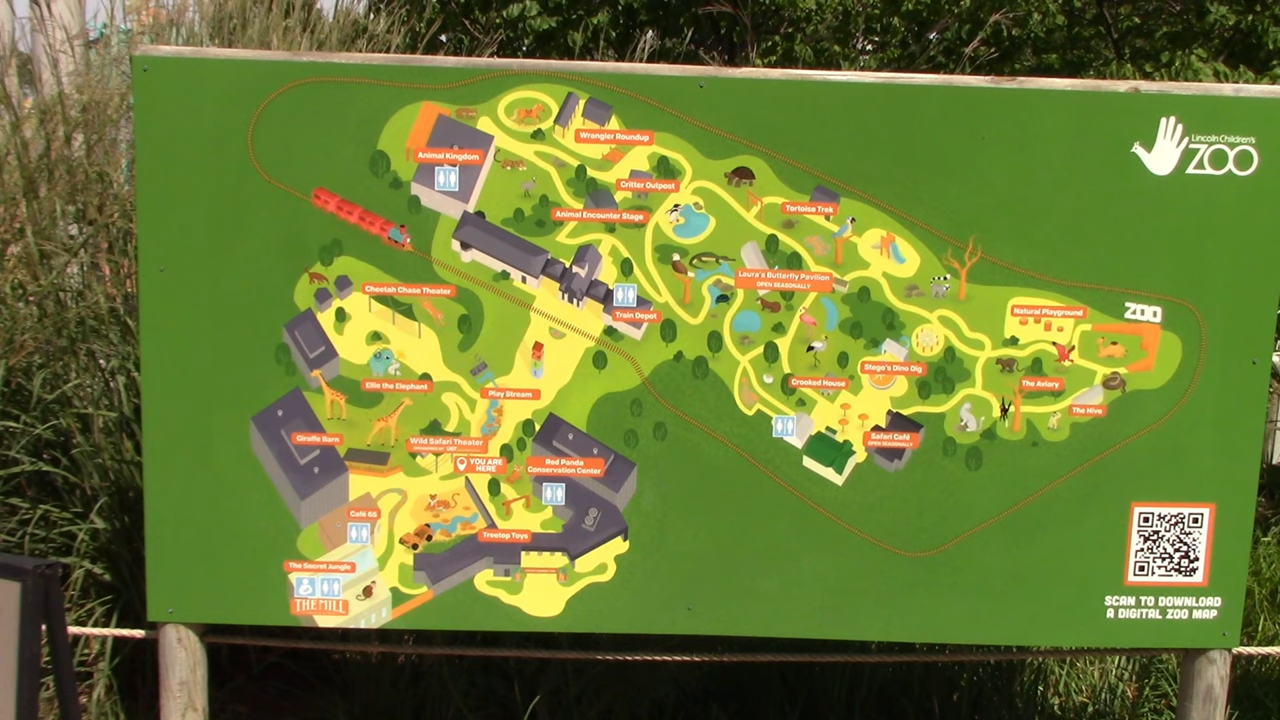 Lincoln Children's
ZOO
Wrangler Roundup
Animal Kingdom
Critter Outpost
Animal Encounter Stage
Tortoise Trek
Laura's Butterfly Pavilion
OPEN SEASONALLY
Cheetah Chase Theater
Train Depot
Natural Playground
ZOO
Stego's Dino Dig
Crooked House
The Aviary
The Hive
Ellie the Elephant
Play Stream
Giraffe Barn
Wild Safari Theater
YOU ARE
HERE
Red Panda
Conservation Center
Safari Café
OPEN SEASONALLY
Café 65
Treetop Toys
ZOO
The Secret Jungle
THE MILL
SCAN TO DOWNLOAD
A DIGITAL ZOO MAP